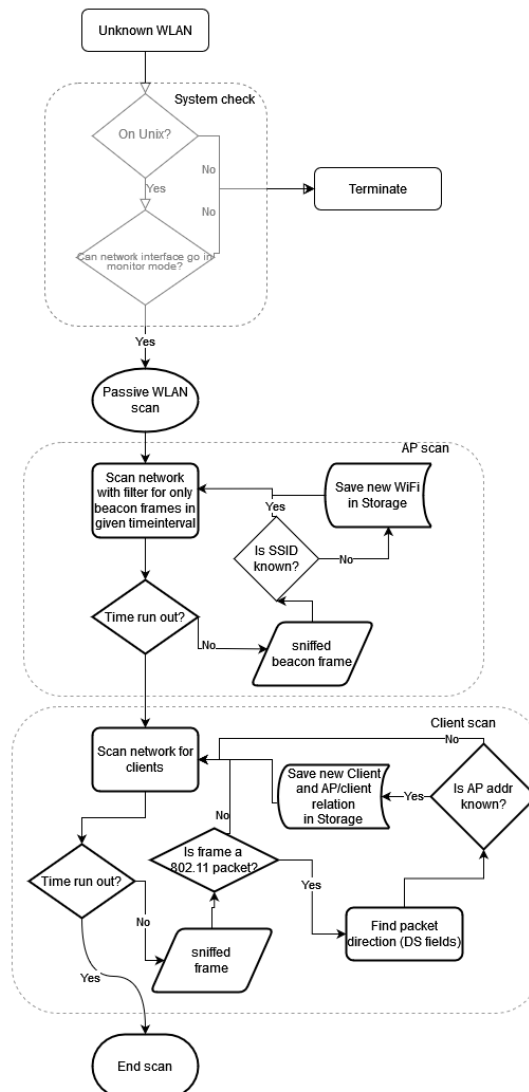 Unknown WLAN
System check
On Unix?
No
Yes
Terminate
No
Can network interface go in
monitor mode?
Yes
Passive WLAN
scan
AP scan
Scan network
with filter for only
beacon frames in
given timeinterval
Save new WiFi
in Storage
Yes
Is SSID
known?
No
Time run out?
No
sniffed
beacon frame
Client scan
No
Scan network for
clients
Save new Client
and AP/client
relation
in Storage
Yes
Is AP addr
known?
No
Is frame a
802.11 packet?
Yes
Time run out?
No
Find packet
direction (DS fields)
sniffed
frame
Yes
End scan